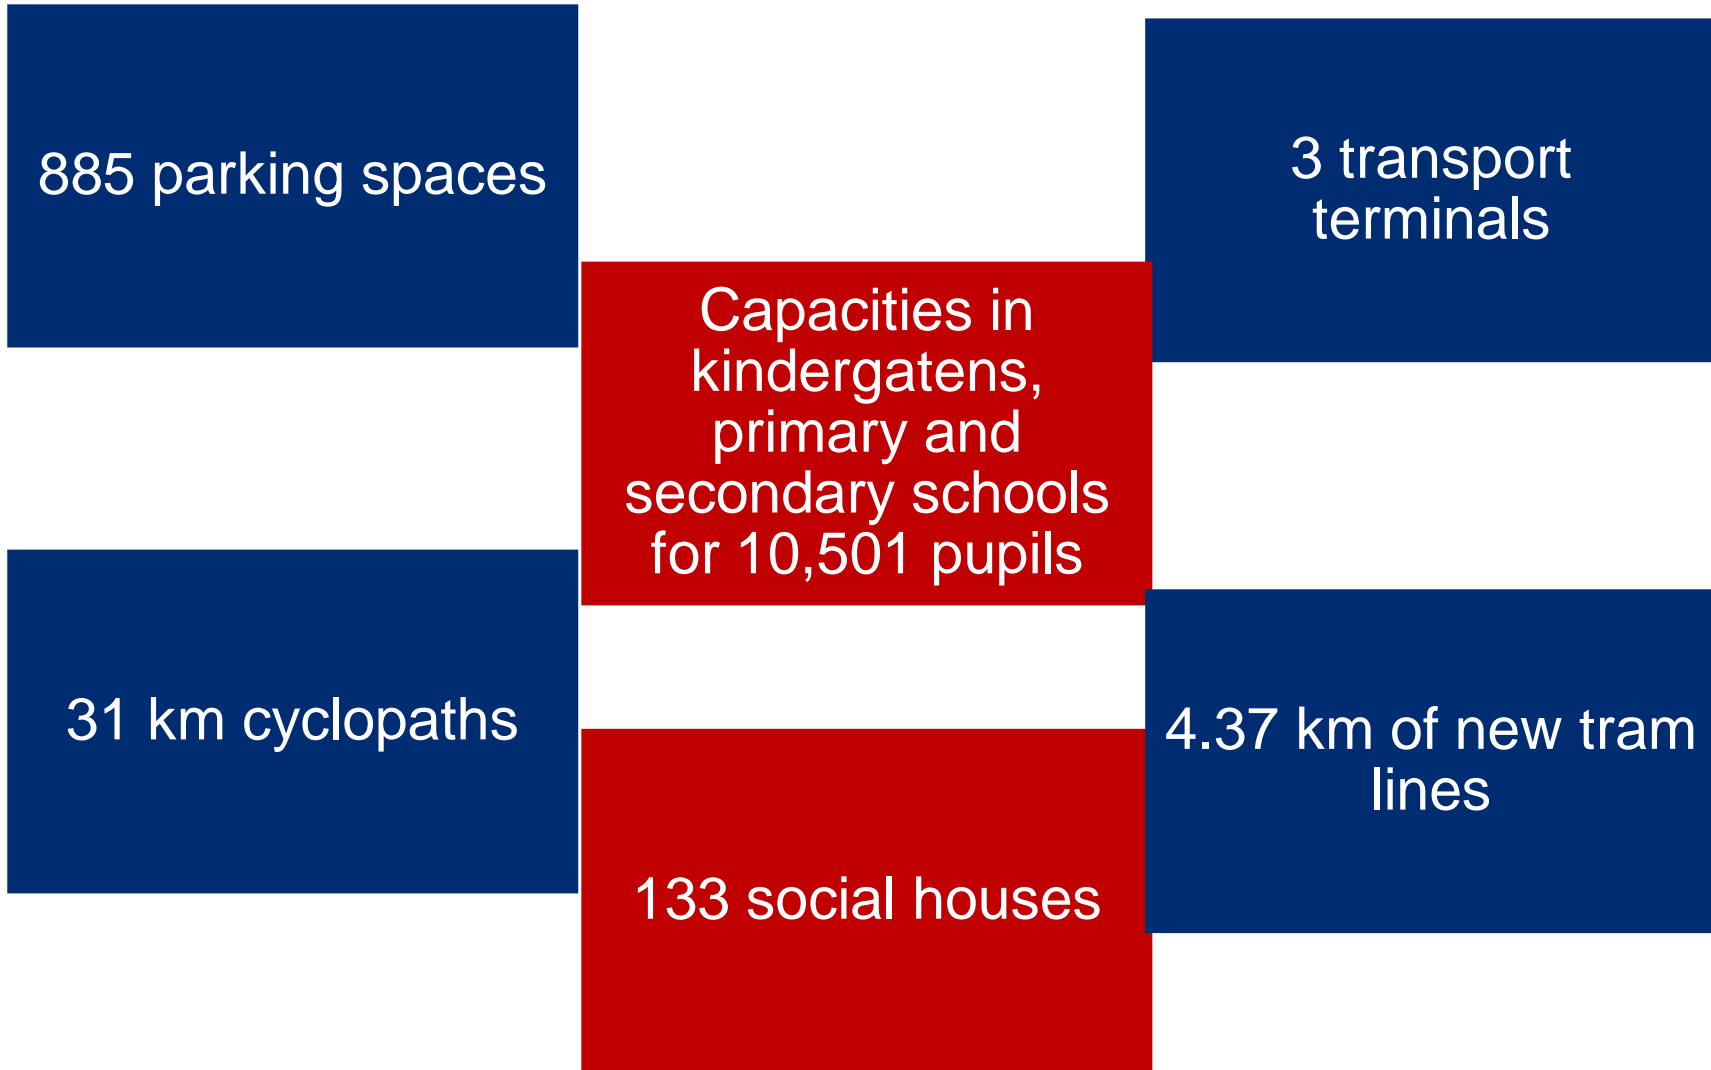 885 parking spaces
3 transport
terminals
Capacities in
kindergatens,
primary and
secondary schools
for 10,501 pupils
31 km cyclopaths
4.37 km of new tram
lines
133 social houses